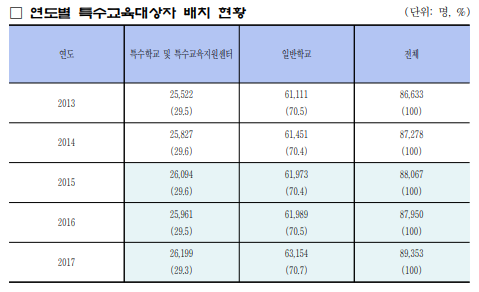 □ 연도별 특수교육대상자 배치 현황 (단위: 명, %)
연도 특수학교 및 특수교육지원센터 일반학교 전체
2013 25,522 61,111 86,633
(29.5) (70.5) (100)
2014 25,827 61,451 87,278
(29.6) (70.4) (100)
2015 26,094 61,973 88,067
(29.6) (70.4) (100)
2016 25,961 61,989 87,950
(29.5) (70.5) (100)
2017 26,199 63,154 89,353
(29.3) (70.7) (100)